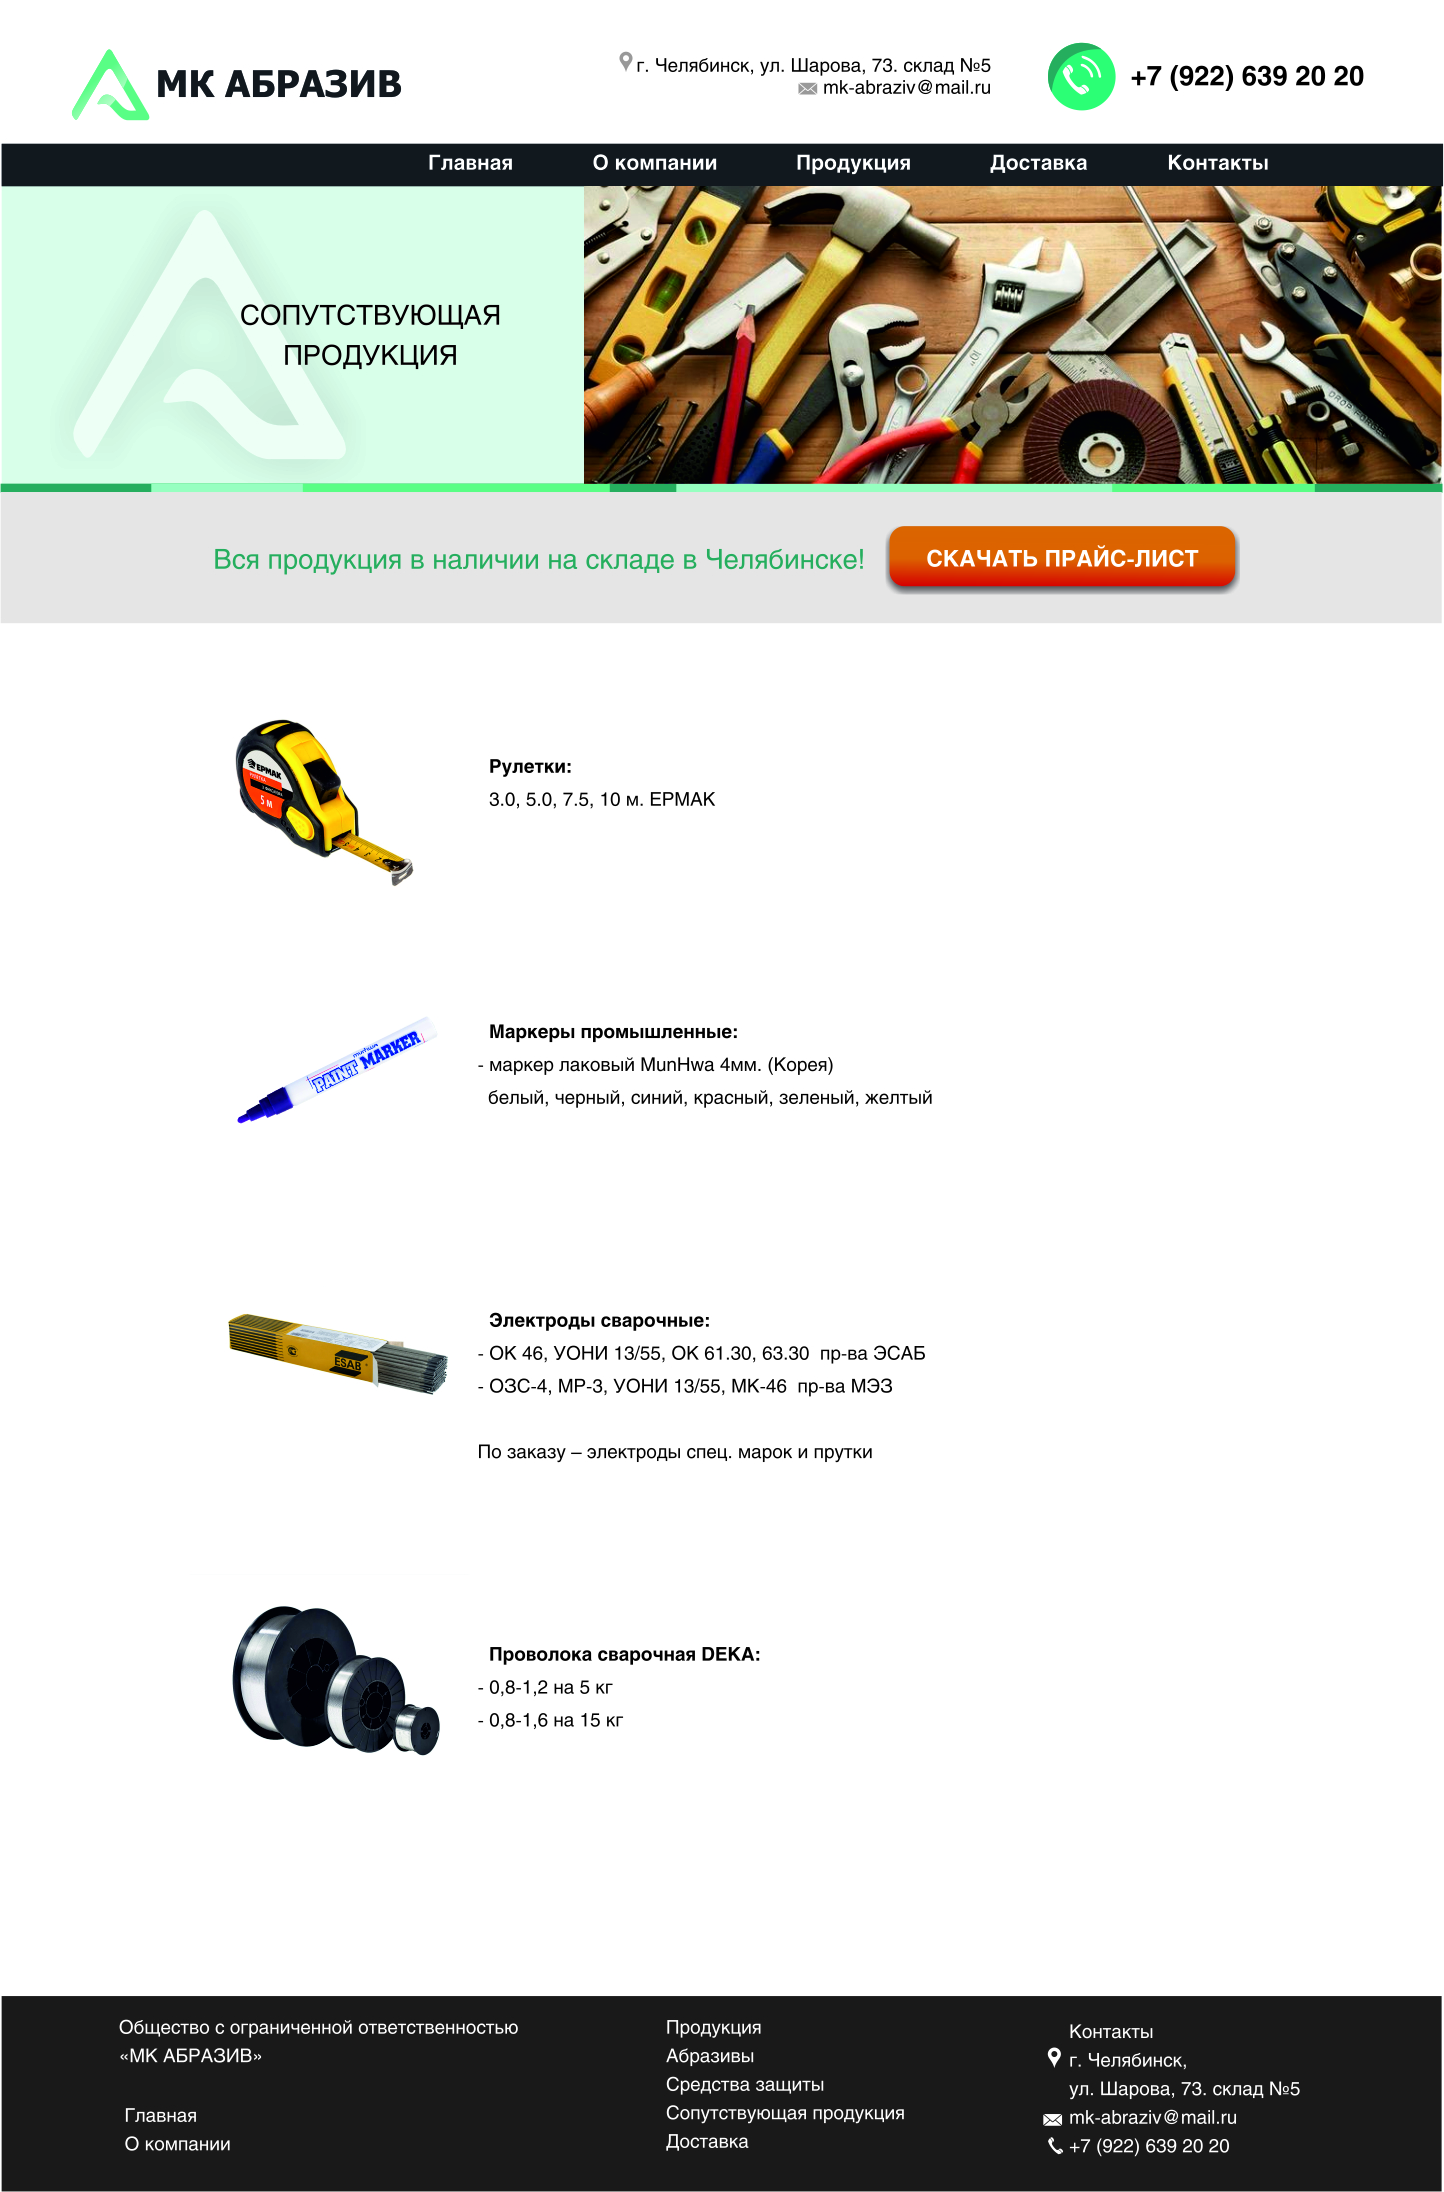 МК АБРАЗИВ
г. Челябинск, ул. Шарова, 73. склад №5
mk-abraziv@mail.ru
+7 (922) 639 20 20
Главная О компании Продукция Доставка Контакты
СОПУТСТВУЮЩАЯ
ПРОДУКЦИЯ
DROP FORGED
Вся продукция в наличии на складе в Челябинске!
СКАЧАТЬ ПРАЙС-ЛИСТ
ЕРМАК
РУЛЕТКА
5 м
Рулетки:
3.0, 5.0, 7.5, 10 м. ЕРМАК
munhwa
PAINT MARKER
Маркеры промышленные:
- маркер лаковый MunHwa 4мм. (Корея)
белый, черный, синий, красный, зеленый, желтый
ESAB
Электроды сварочные:
- ОК 46, УОНИ 13/55, ОК 61.30, 63.30 пр-ва ЭСАБ
- ОЗС-4, МР-3, УОНИ 13/55, МК-46 пр-ва МЭЗ
По заказу – электроды спец. марок и прутки
Проволока сварочная DEKA:
- 0,8-1,2 на 5 кг
- 0,8-1,6 на 15 кг
Общество с ограниченной ответственностью
«МК АБРАЗИВ»
Главная
О компании
Продукция
Абразивы
Средства защиты
Сопутствующая продукция
Доставка
Контакты
г. Челябинск,
ул. Шарова, 73. склад №5
mk-abraziv@mail.ru
+7 (922) 639 20 20